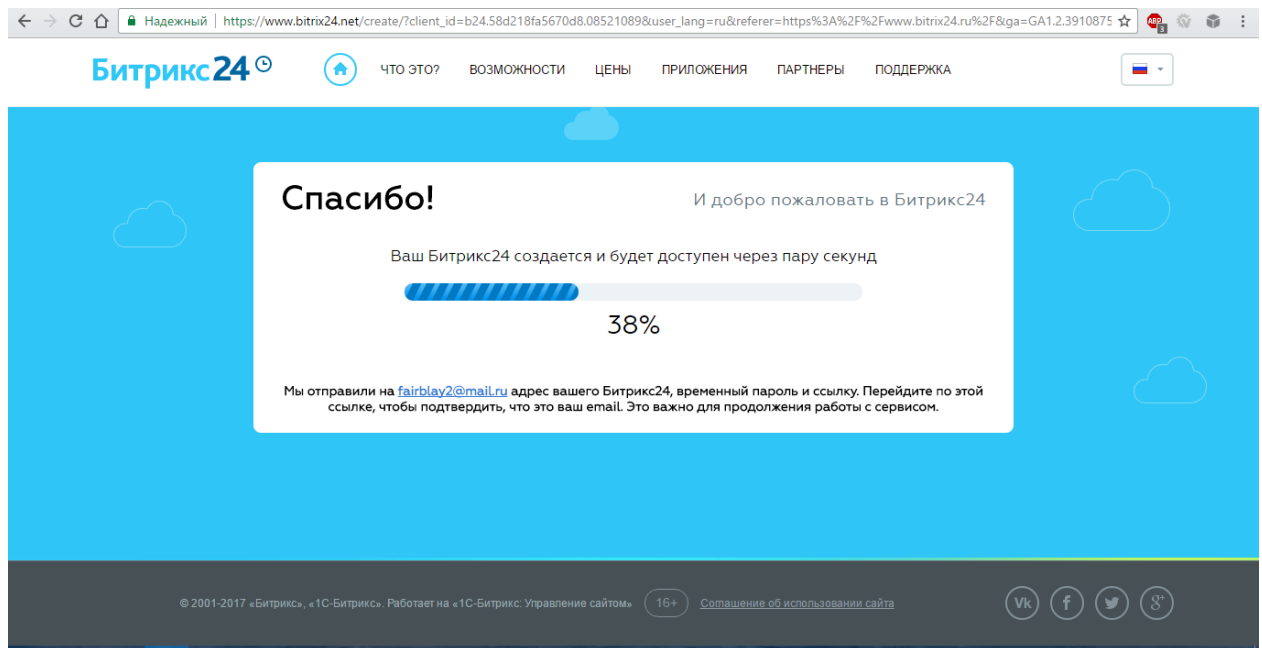 Надежный | https://www.bitrix24.net/create/?client_id=b24.58d218fa5670d8.08521089&user_lang=ru&referer=https%3A%2F%2Fwww.bitrix24.ru%2F&ga=GA1.2.3910875
ABP
3
Битрикс24
ЧТО ЭТО? ВОЗМОЖНОСТИ ЦЕНЫ ПРИЛОЖЕНИЯ ПАРТНЕРЫ ПОДДЕРЖКА
Спасибо!
И добро пожаловать в Битрикс24
Ваш Битрикс24 создается и будет доступен через пару секунд
38%
Мы отправили на fairblay2@mail.ru адрес вашего Битрикс24, временный пароль и ссылку. Перейдите по этой
ссылке, чтобы подтвердить, что это ваш email. Это важно для продолжения работы с сервисом.
© 2001-2017 «Битрикс», «1С-Битрикс». Работает на «1С-Битрикс: Управление сайтом» 16+ Соглашение об использовании сайта
Vk f g+